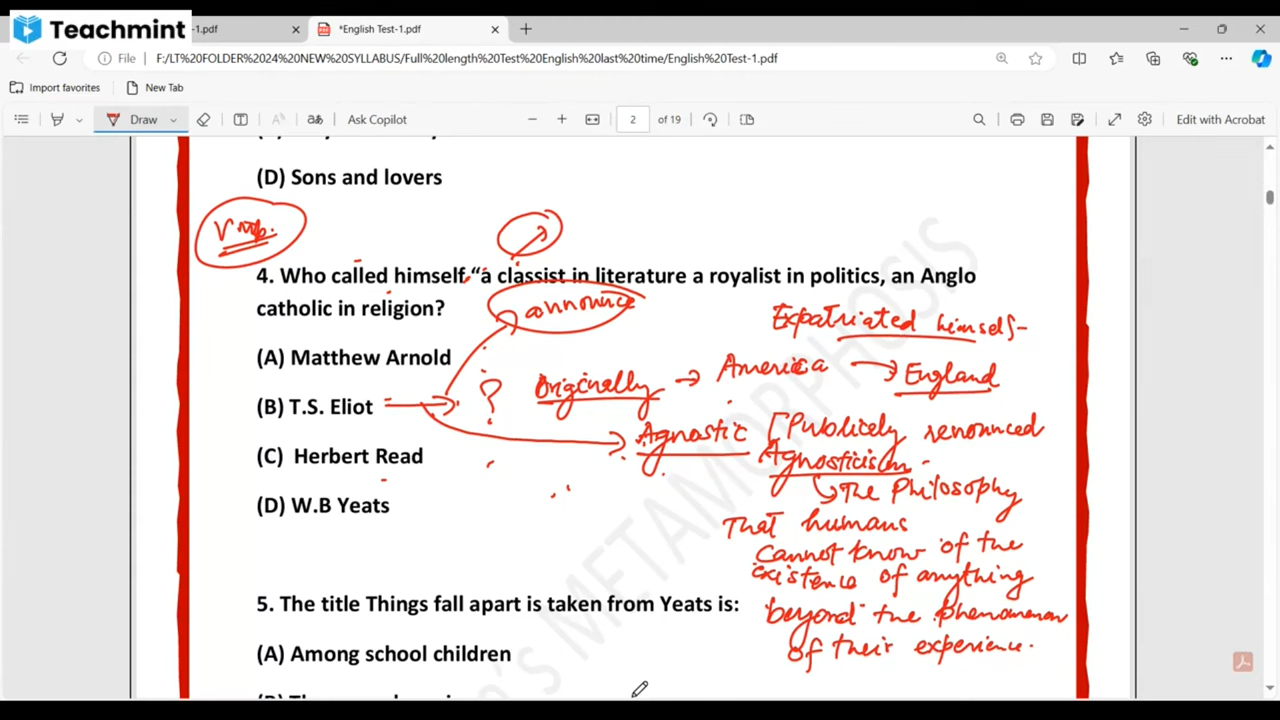 Teachmint
-1.pdf
*English Test-1.pdf
File
F:/LT%20FOLDER%202024%20NEW%20SYLLABUS/Full%20length%20Test%20English%20last%20time/English%20Test-1.pdf
Import favorites
New Tab
Draw
Ask Copilot
2
of 19
Edit with Acrobat
(D) Sons and lovers
V Imp.
4. Who called himself “a classist in literature a royalist in politics, an Anglo
catholic in religion?
announce
Expatriated himself-
(A) Matthew Arnold
America → England
? Originally →
(B) T.S. Eliot
Agnostic [Publicely renounced
Agnosticism
(C) Herbert Read
The Philosophy
(D) W.B Yeats
That humans
cannot know of the
existence of anything
beyond the phenomenon
of their experience.
5. The title Things fall apart is taken from Yeats is:
(A) Among school children
METAMORPHOSIS